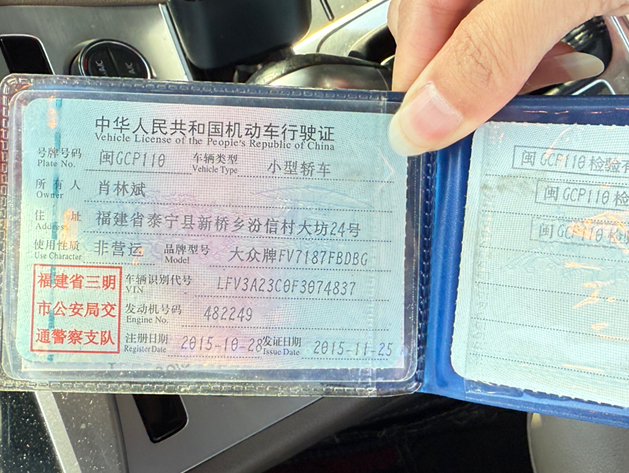 中华人民共和国机动车行驶证
Vehicle License of the People's Republic of China
号牌号码 闽GCP110 车辆类型 小型轿车
Plate No. Vehicle Type
所有人 肖林斌
Owner
住址 福建省泰宁县新桥乡汾信村大坊24号
Address
使用性质 非营运 品牌型号 大众牌FV7187FBDBG
Use Character Model
福建省三明
市公安局交
通警察支队
车辆识别代号 LFV3A23C0F3074837
VIN
发动机号码 482249
Engine No.
注册日期 2015-10-28 发证日期 2015-11-25
Register Date Issue Date
闽GCP110检验有
闽GCP110检